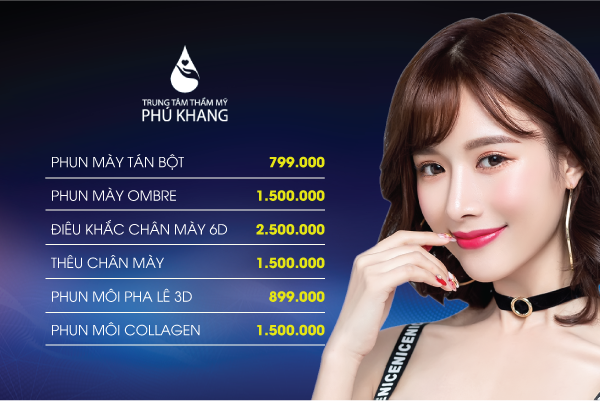 TRUNG TÂM THẨM MỸ
PHÚ KHANG
PHUN MÀY TÁN BỘT 799.000
PHUN MÀY OMBRE 1.500.000
ĐIÊU KHẮC CHÂN MÀY 6D 2.500.000
THÊU CHÂN MÀY 1.500.000
PHUN MÔI PHA LÊ 3D 899.000
PHUN MÔI COLLAGEN 1.500.000
ENICENICENICE